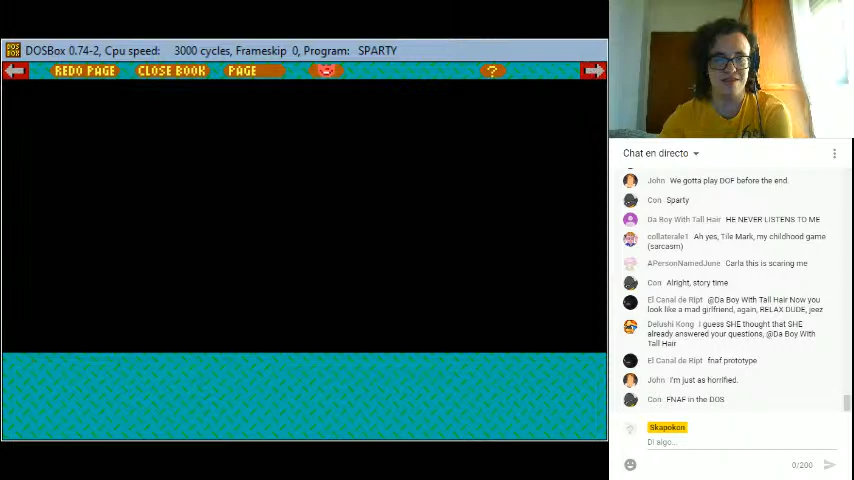 DOSBox 0.74-2, Cpu speed: 3000 cycles, Frameskip 0, Program: SPARTY
REDO PAGE CLOSE BOOK PAGE ?
Chat en directo
John We gotta play DOF before the end.
Con Sparty
Da Boy With Tall Hair HE NEVER LISTENS TO ME
collaterale1 Ah yes, Tile Mark, my childhood game
(sarcasm)
APersonNamedJune Carla this is scaring me
Con Alright, story time
El Canal de Ript @Da Boy With Tall Hair Now you
look like a mad girlfriend, again, RELAX DUDE, jeez
Delushi Kong I guess SHE thought that SHE
already answered your questions, @Da Boy With
Tall Hair
El Canal de Ript fnaf prototype
John I'm just as horrified.
Con FNAF in the DOS
Skapokon
Di algo...
0/200